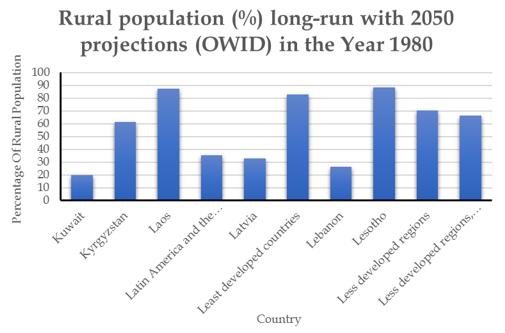 Rural population (%) long-run with 2050
projections (OWID) in the Year 1980
Percentage Of Rural Population
100
90
80
70
60
50
40
30
20
10
0
Kuwait
Kyrgyzstan
Laos
Latin America and the…
Latvia
Least developed countries
Lebanon
Lesotho
Less developed regions
Less developed regions,…
Country